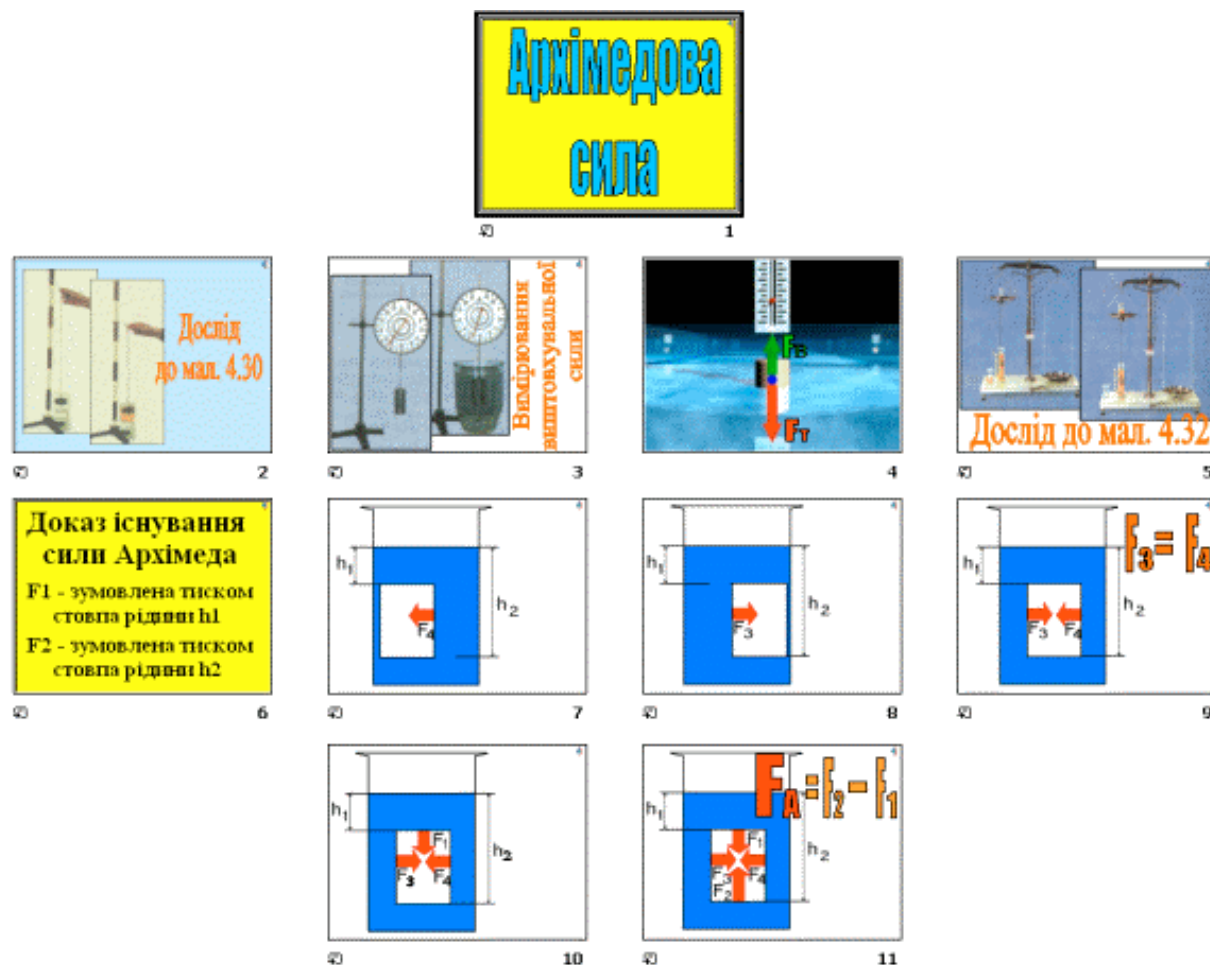 Архімедова
сила
1
Дослід
до мал. 4.30
2
Вимірювання
виштовхувальної
сили
3
Fв
Fт
4
Дослід до мал. 4.32
5
Доказ існування
сили Архімеда
F1 - зумовлена тиском
стовпа рідини h1
F2 - зумовлена тиском
стовпа рідини h2
6
h1
h2
F4
7
h1
h2
F3
8
F3 = F4
h1
h2
F3 F4
9
h1
F1
h2
F3 F4
10
FA = F2 - F1
h1
F1
h2
F3 F4
F2
11